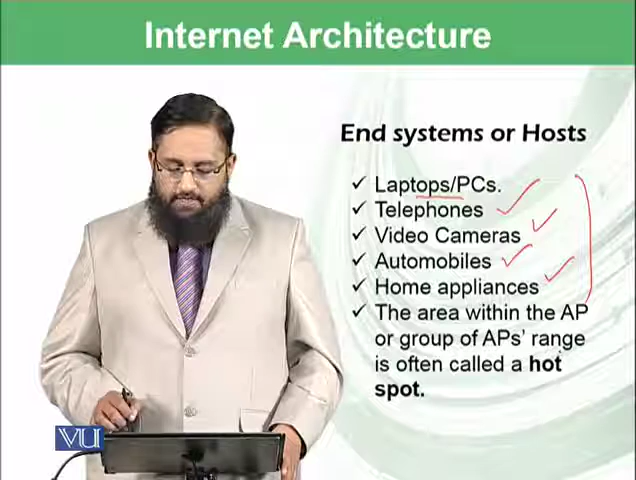 Internet Architecture
End systems or Hosts
✓ Laptops/PCs.
✓ Telephones
✓ Video Cameras
✓ Automobiles
✓ Home appliances
✓ The area within the AP
or group of APs' range
is often called a hot
spot.
VU